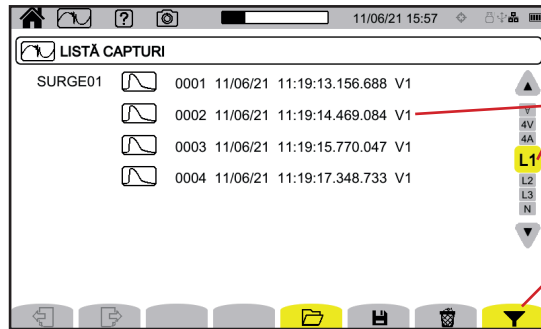 ?
11/06/21 15:57
LISTĂ CAPTURI
SURGE01 0001 11/06/21 11:19:13.156.688 V1
0002 11/06/21 11:19:14.469.084 V1
0003 11/06/21 11:19:15.770.047 V1
0004 11/06/21 11:19:17.348.733 V1
∀
4V
4A
L1
L2
L3
N